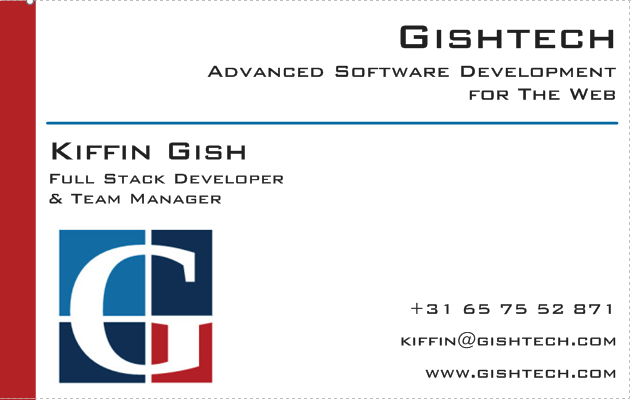 Gishtech
Advanced Software Development
for The Web
Kiffin Gish
Full Stack Developer
& Team Manager
G
+31 65 75 52 871
kiffin@gishtech.com
www.gishtech.com